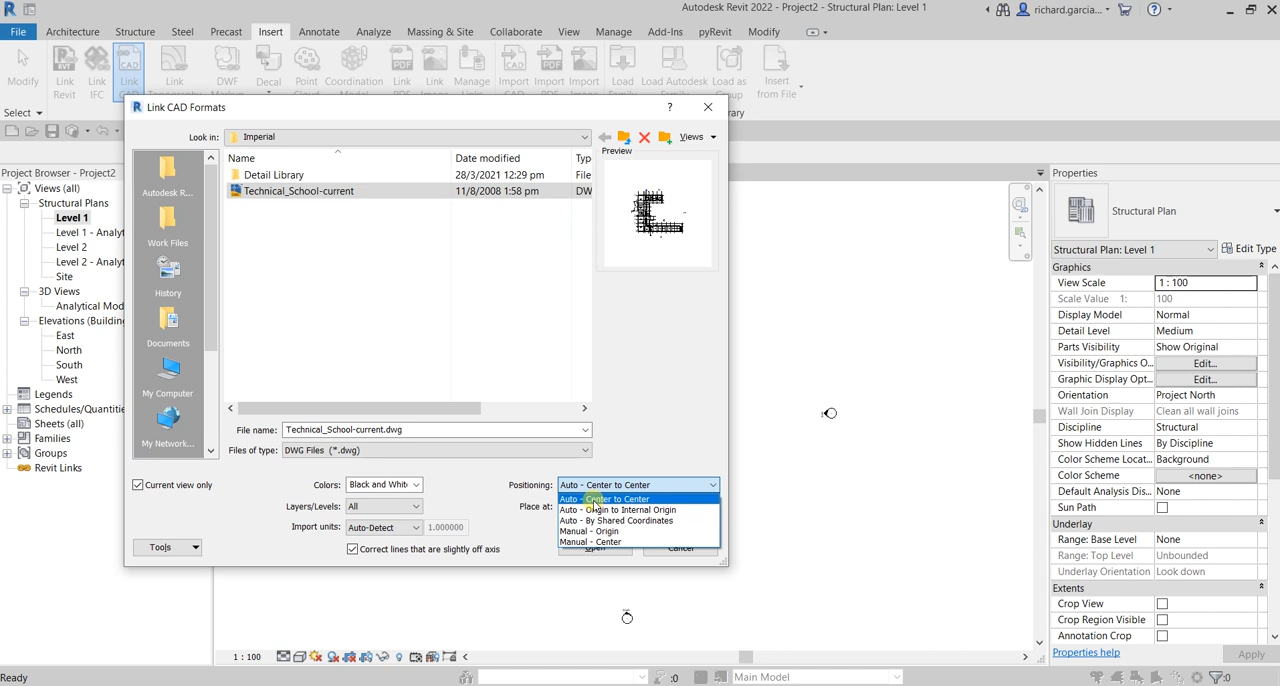 Autodesk Revit 2022 - Project2 - Structural Plan: Level 1
richard.garcia...
File Architecture Structure Steel Precast Insert Annotate Analyze Massing & Site Collaborate View Manage Add-Ins pyRevit Modify
Modify Link Revit Link IFC Link CAD Link Topography DWF Markup Decal Point Cloud Coordination Model Link PDF Link Image Manage Links Import CAD Import PDF Import Image Load Family Load Autodesk Family Load as Group Insert from File
Select
Link CAD Formats
Look in: Imperial
Views
Preview
Name Date modified Typ
Detail Library 28/3/2021 12:29 pm File
Technical_School-current 11/8/2008 1:58 pm DW
Autodesk R...
Work Files
History
Documents
My Computer
My Network...
File name: Technical_School-current.dwg
Files of type: DWG Files (*.dwg)
Current view only
Colors: Black and White
Layers/Levels: All
Import units: Auto-Detect 1.000000
Correct lines that are slightly off axis
Positioning: Auto - Center to Center
Place at:
Auto - Center to Center
Auto - Origin to Internal Origin
Auto - By Shared Coordinates
Manual - Origin
Manual - Center
Tools
Open Cancel
Project Browser - Project2
Views (all)
Structural Plans
Level 1
Level 1 - Analyt
Level 2
Level 2 - Analyt
Site
3D Views
Analytical Mod
Elevations (Building
East
North
South
West
Legends
Schedules/Quantitie
Sheets (all)
Families
Groups
Revit Links
Properties
Structural Plan
Structural Plan: Level 1 Edit Type
Graphics
View Scale 1 : 100
Scale Value 1: 100
Display Model Normal
Detail Level Medium
Parts Visibility Show Original
Visibility/Graphics O... Edit...
Graphic Display Opt... Edit...
Orientation Project North
Wall Join Display Clean all wall joins
Discipline Structural
Show Hidden Lines By Discipline
Color Scheme Locat... Background
Color Scheme <none>
Default Analysis Dis... None
Sun Path
Underlay
Range: Base Level None
Range: Top Level Unbounded
Underlay Orientation Look down
Extents
Crop View
Crop Region Visible
Annotation Crop
Properties help Apply
1 : 100
Ready
:0
Main Model
:0